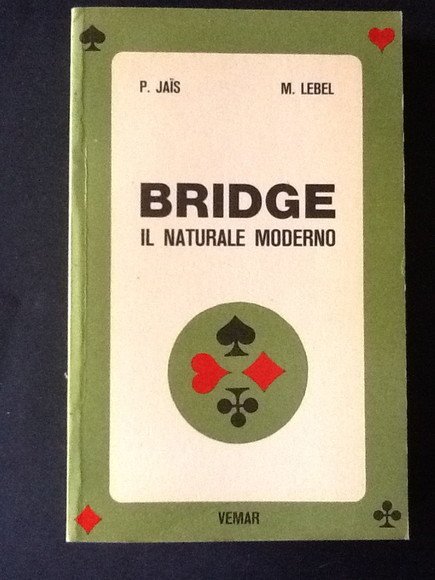 P. JAÏS M. LEBEL
BRIDGE
IL NATURALE MODERNO
VEMAR